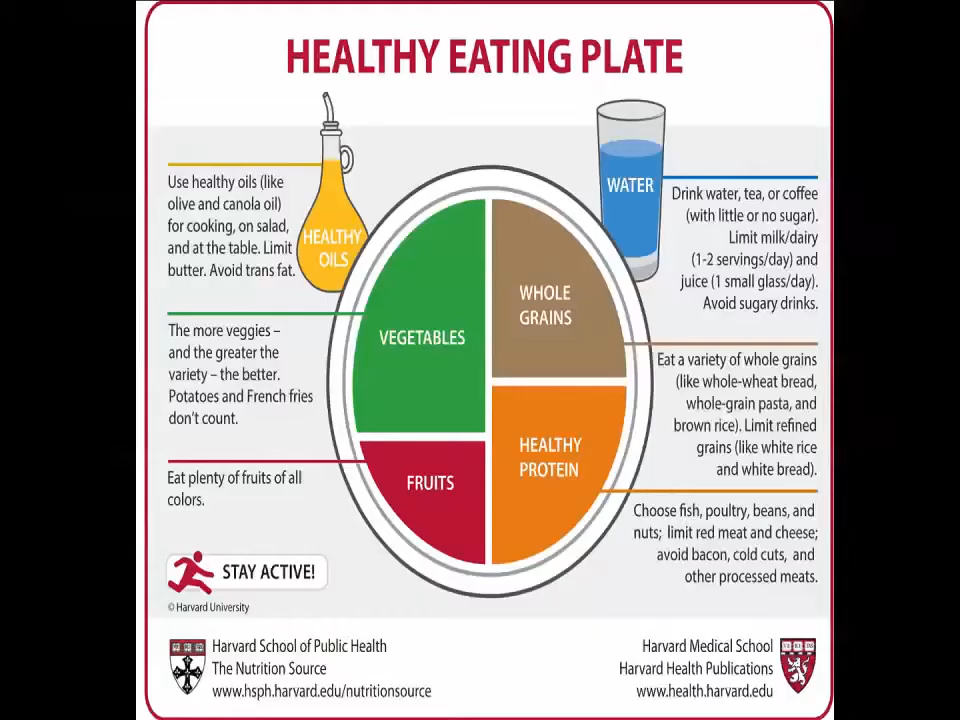 HEALTHY EATING PLATE
Use healthy oils (like
olive and canola oil)
for cooking, on salad,
and at the table. Limit
butter. Avoid trans fat.
HEALTHY
OILS
WATER
Drink water, tea, or coffee
(with little or no sugar).
Limit milk/dairy
(1-2 servings/day) and
juice (1 small glass/day).
Avoid sugary drinks.
The more veggies –
and the greater the
variety – the better.
Potatoes and French fries
don't count.
VEGETABLES
WHOLE
GRAINS
Eat a variety of whole grains
(like whole-wheat bread,
whole-grain pasta, and
brown rice). Limit refined
grains (like white rice
and white bread).
Eat plenty of fruits of all
colors.
FRUITS
HEALTHY
PROTEIN
Choose fish, poultry, beans, and
nuts; limit red meat and cheese;
avoid bacon, cold cuts, and
other processed meats.
STAY ACTIVE!
© Harvard University
Harvard School of Public Health
The Nutrition Source
www.hsph.harvard.edu/nutritionsource
Harvard Medical School
Harvard Health Publications
www.health.harvard.edu